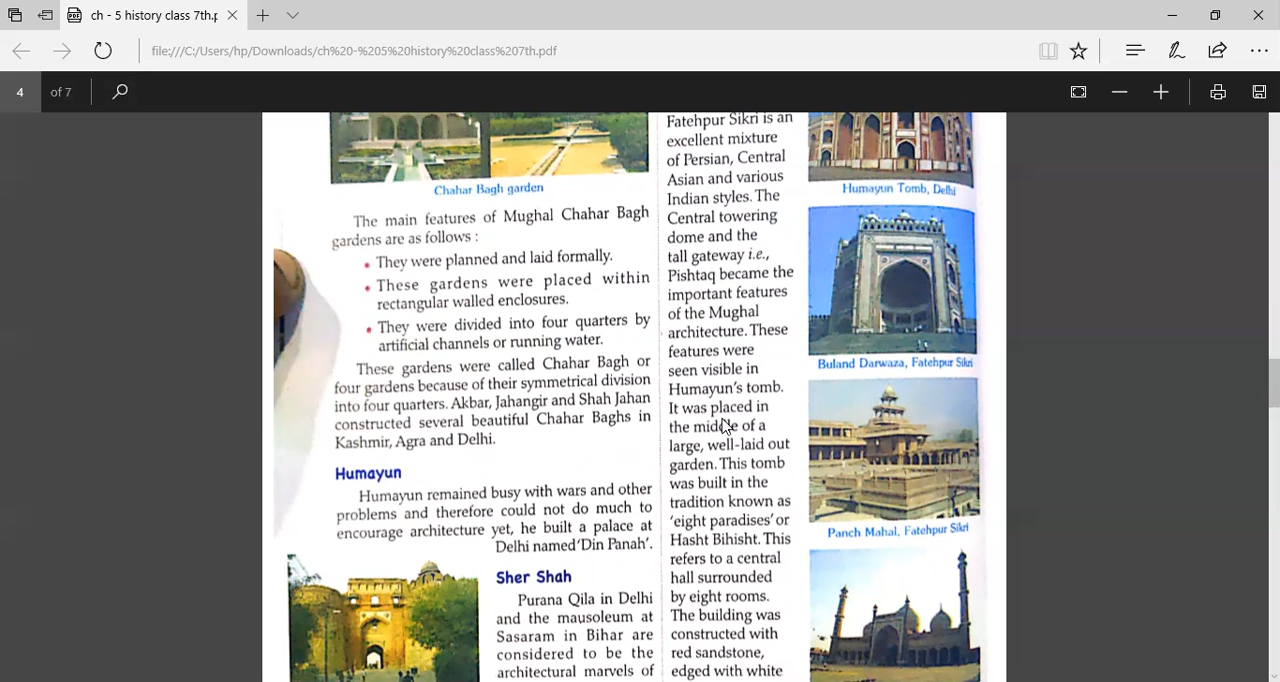 ch - 5 history class 7th.p
file:///C:/Users/hp/Downloads/ch%20-%205%20history%20class%207th.pdf
4
of 7
Chahar Bagh garden
The main features of Mughal Chahar Bagh
gardens are as follows :
• They were planned and laid formally.
• These gardens were placed within
rectangular walled enclosures.
• They were divided into four quarters by
artificial channels or running water.
These gardens were called Chahar Bagh or
four gardens because of their symmetrical division
into four quarters. Akbar, Jahangir and Shah Jahan
constructed several beautiful Chahar Baghs in
Kashmir, Agra and Delhi.
Humayun
Humayun remained busy with wars and other
problems and therefore could not do much to
encourage architecture yet, he built a palace at
Delhi named 'Din Panah'.
Sher Shah
Purana Qila in Delhi
and the mausoleum at
Sasaram in Bihar are
considered to be the
architectural marvels of
Fatehpur Sikri is an
excellent mixture
of Persian, Central
Asian and various
Indian styles. The
Central towering
dome and the
tall gateway i.e.,
Pishtaq became the
important features
of the Mughal
architecture. These
features were
seen visible in
Humayun's tomb.
It was placed in
the middle of a
large, well-laid out
garden. This tomb
was built in the
tradition known as
'eight paradises' or
Hasht Bihisht. This
refers to a central
hall surrounded
by eight rooms.
The building was
constructed with
red sandstone,
edged with white
Humayun Tomb, Delhi
Buland Darwaza, Fatehpur Sikri
Panch Mahal, Fatehpur Sikri